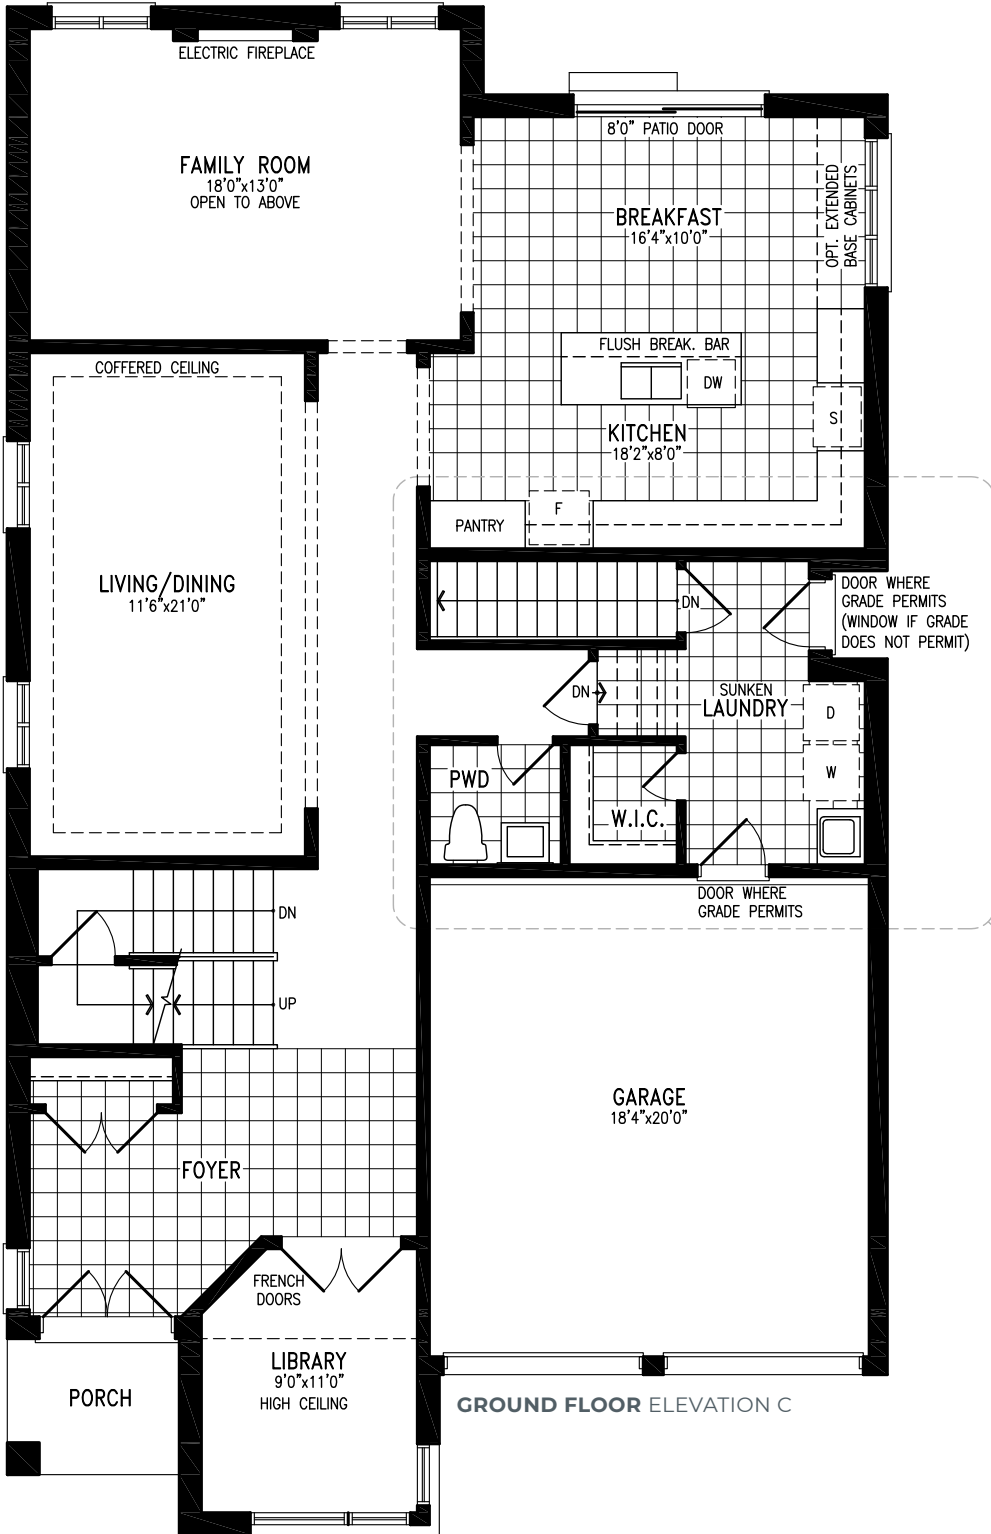 ELECTRIC FIREPLACE
FAMILY ROOM
18'0"x13'0"
OPEN TO ABOVE
8'0" PATIO DOOR
BREAKFAST
16'4"x10'0"
OPT. EXTENDED
BASE CABINETS
FLUSH BREAK. BAR
DW
S
KITCHEN
18'2"x8'0"
F
PANTRY
COFFERED CEILING
LIVING/DINING
11'6"x21'0"
DN
DOOR WHERE
GRADE PERMITS
(WINDOW IF GRADE
DOES NOT PERMIT)
DN
SUNKEN
LAUNDRY
D
W
PWD
W.I.C.
DOOR WHERE
GRADE PERMITS
DN
UP
GARAGE
18'4"x20'0"
FOYER
FRENCH
DOORS
LIBRARY
9'0"x11'0"
HIGH CEILING
PORCH
GROUND FLOOR ELEVATION C